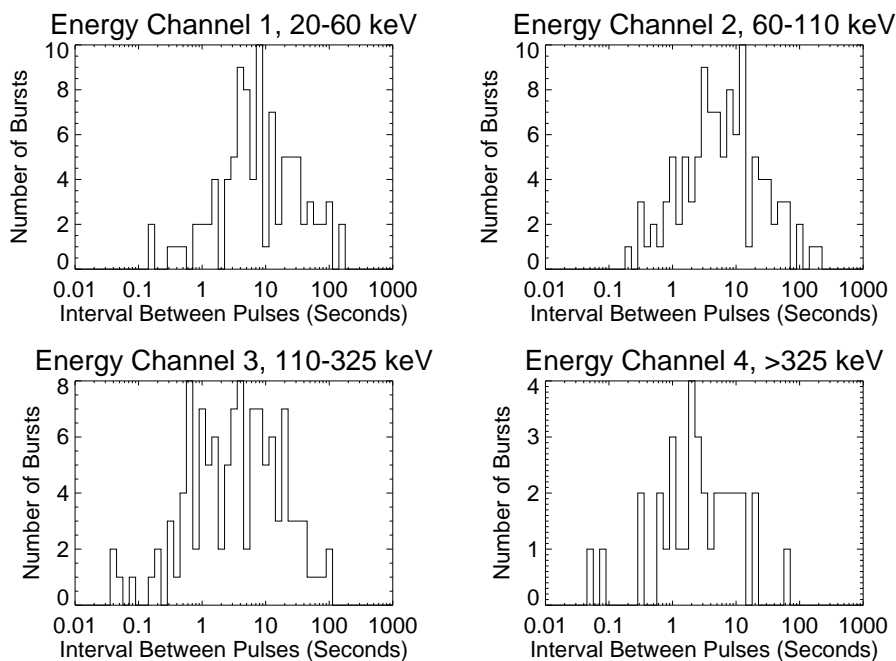 Energy Channel 1, 20-60 keV
10
8
6
4
2
0
Number of Bursts
0.01 0.1 1 10 100 1000
Interval Between Pulses (Seconds)
Energy Channel 2, 60-110 keV
10
8
6
4
2
0
Number of Bursts
0.01 0.1 1 10 100 1000
Interval Between Pulses (Seconds)
Energy Channel 3, 110-325 keV
8
6
4
2
0
Number of Bursts
0.01 0.1 1 10 100 1000
Interval Between Pulses (Seconds)
Energy Channel 4, >325 keV
4
3
2
1
0
Number of Bursts
0.01 0.1 1 10 100 1000
Interval Between Pulses (Seconds)